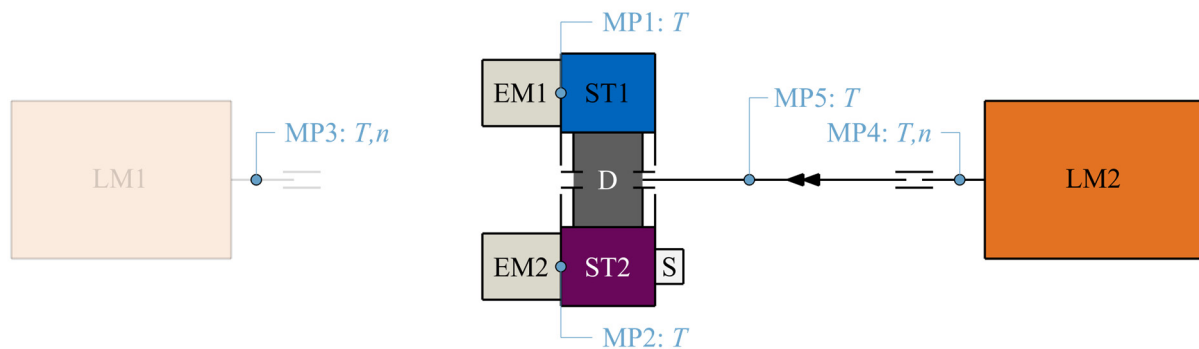 MP1: T
EM1
ST1
MP5: T
MP3: T,n
MP4: T,n
LM1
D
LM2
EM2
ST2
S
MP2: T